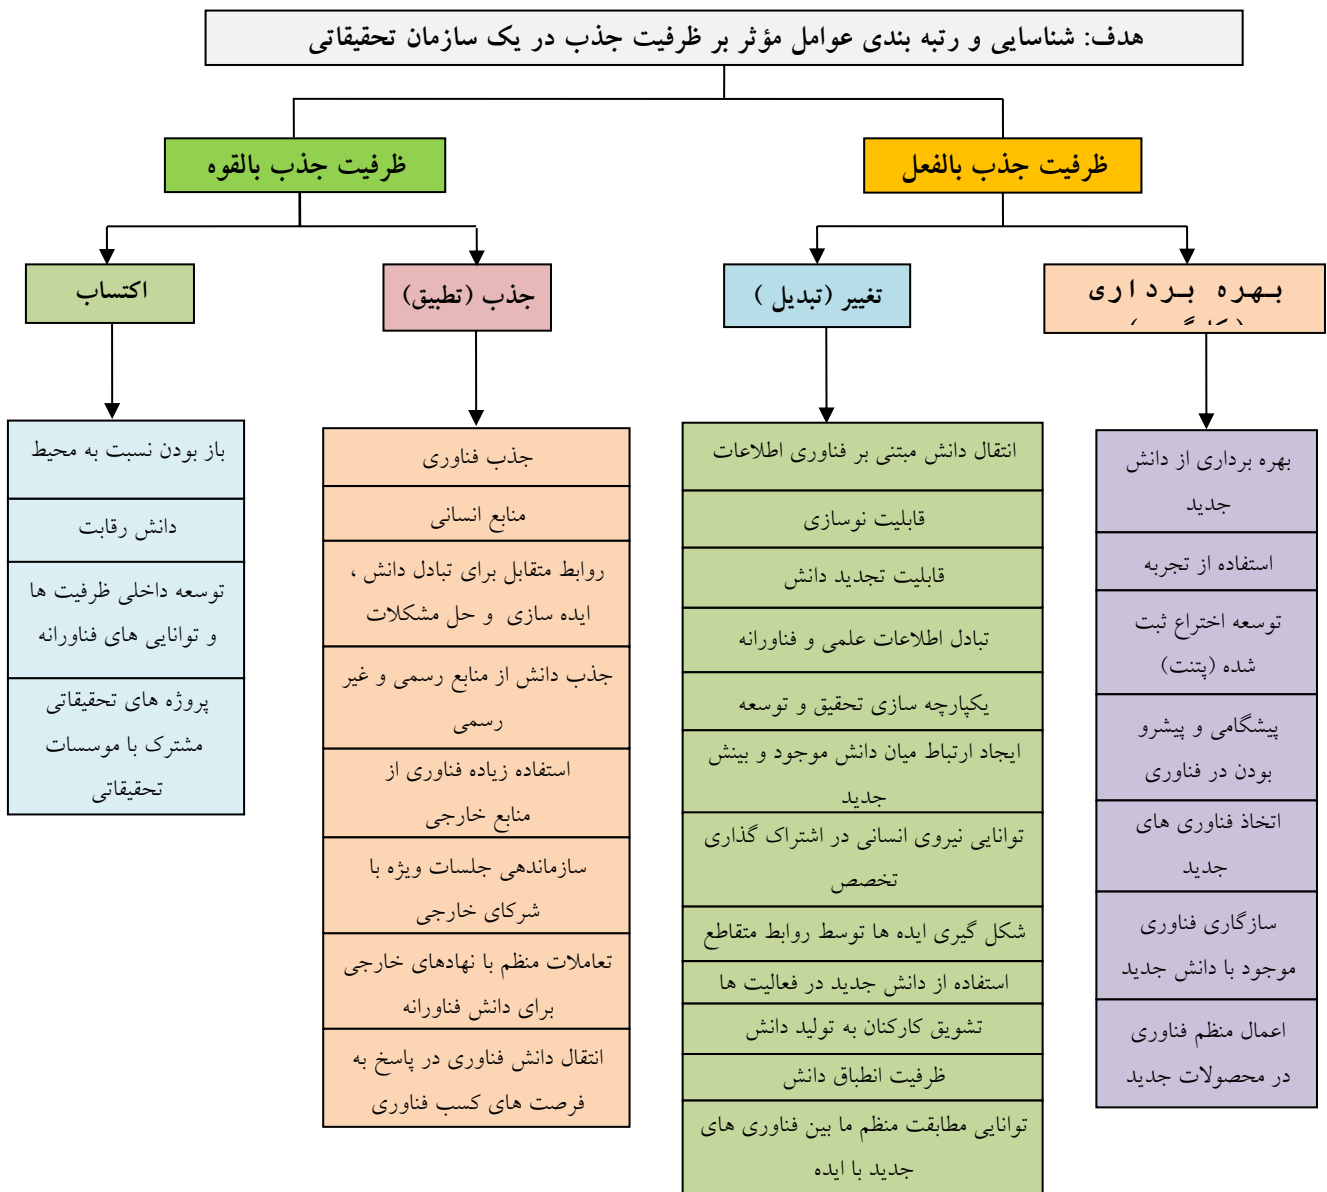 هدف: شناسایی و رتبه بندی عوامل مؤثر بر ظرفیت جذب در یک سازمان تحقیقاتی
ظرفیت جذب بالفعل
ظرفیت جذب بالقوه
بهره برداری
تغییر (تبدیل )
جذب (تطبیق)
اکتساب
بهره برداری از دانش
جدید
استفاده از تجربه
توسعه اختراع ثبت
شده (پتنت)
پیشگامی و پیشرو
بودن در فناوری
اتخاذ فناوری های
جدید
سازگاری فناوری
موجود با دانش جدید
اعمال منظم فناوری
در محصولات جدید
انتقال دانش مبتنی بر فناوری اطلاعات
قابلیت نوسازی
قابلیت تجدید دانش
تبادل اطلاعات علمی و فناورانه
یکپارچه سازی تحقیق و توسعه
ایجاد ارتباط میان دانش موجود و بینش
جدید
توانایی نیروی انسانی در اشتراک گذاری
تخصص
شکل گیری ایده ها توسط روابط متقاطع
استفاده از دانش جدید در فعالیت ها
تشویق کارکنان به تولید دانش
ظرفیت انطباق دانش
توانایی مطابقت منظم ما بین فناوری های
جدید با ایده
جذب فناوری
منابع انسانی
روابط متقابل برای تبادل دانش ،
ایده سازی و حل مشکلات
جذب دانش از منابع رسمی و غیر
رسمی
استفاده زیاده فناوری از
منابع خارجی
سازماندهی جلسات ویژه با
شرکای خارجی
تعاملات منظم با نهادهای خارجی
برای دانش فناورانه
انتقال دانش فناوری در پاسخ به
فرصت های کسب فناوری
باز بودن نسبت به محیط
دانش رقابت
توسعه داخلی ظرفیت ها
و توانایی های فناورانه
پروژه های تحقیقاتی
مشترک با موسسات
تحقیقاتی